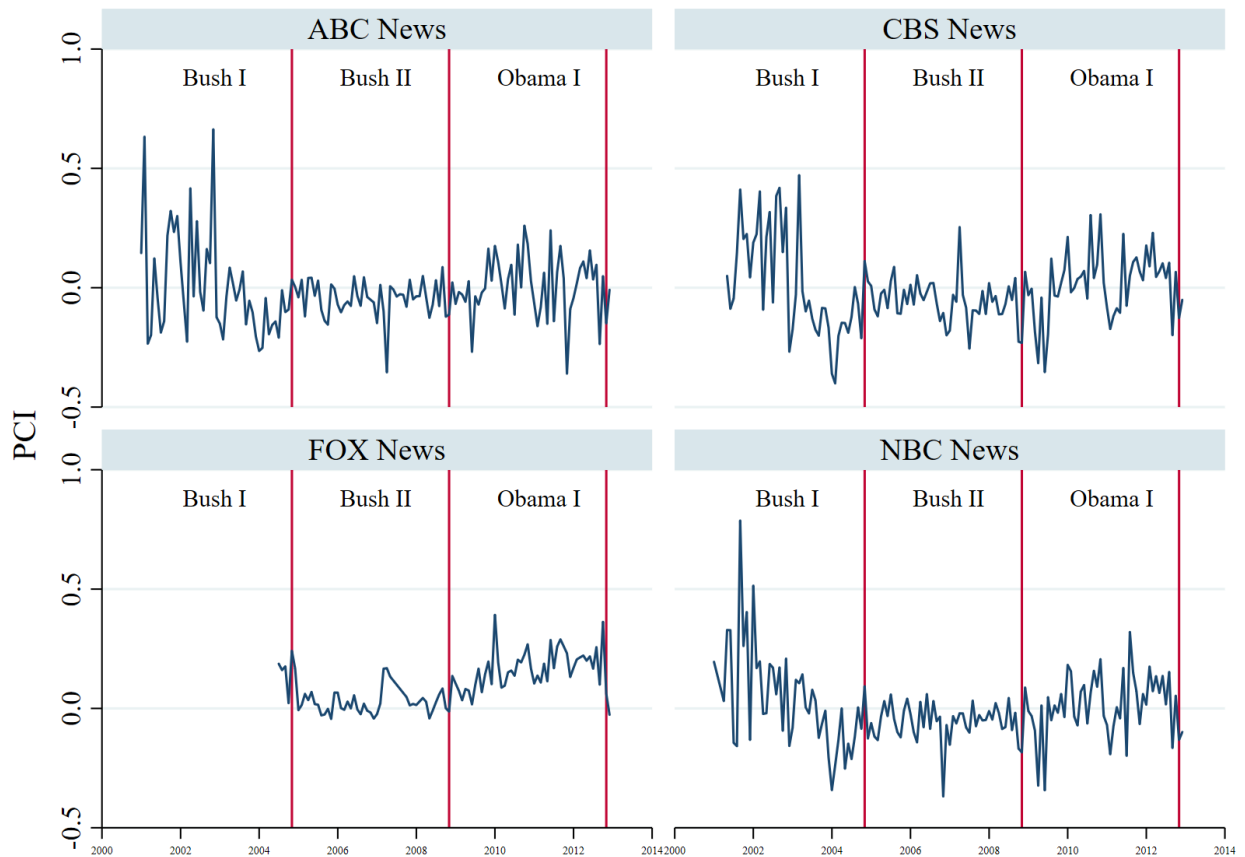 ABC News
CBS News
Bush I
Bush II
Obama I
Bush I
Bush II
Obama I
1.0
0.5
0.0
-0.5
PCI
FOX News
NBC News
Bush I
Bush II
Obama I
Bush I
Bush II
Obama I
1.0
0.5
0.0
-0.5
2000 2002 2004 2006 2008 2010 2012 2014
2000 2002 2004 2006 2008 2010 2012 2014